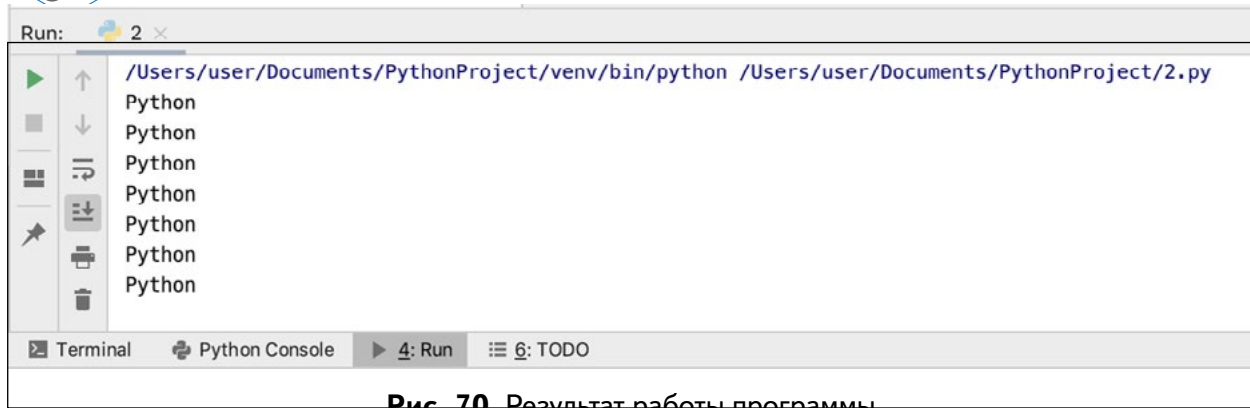 Run: 2
/Users/user/Documents/PythonProject/venv/bin/python /Users/user/Documents/PythonProject/2.py
Python
Python
Python
Python
Python
Python
Python
Terminal Python Console 4: Run 6: TODO
Рис. 70. Результат работы программы